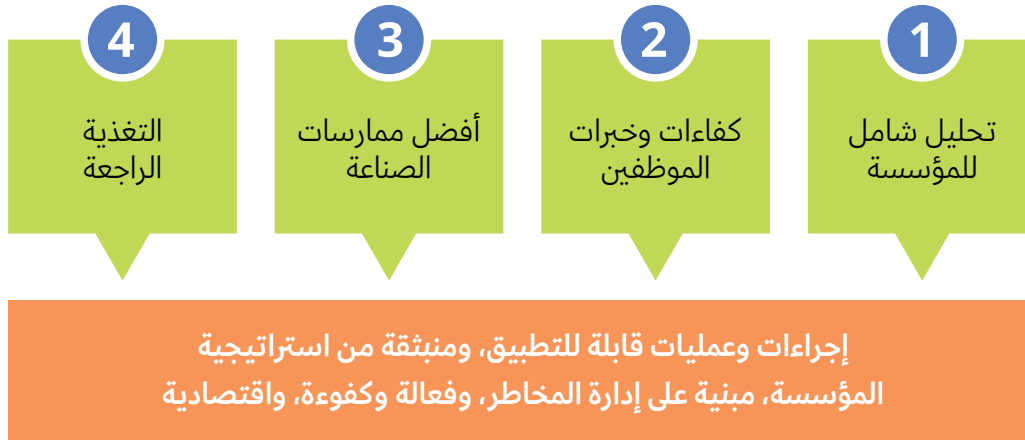 1
تحليل شامل
للمؤسسة
2
كفاءات وخبرات
الموظفين
3
أفضل ممارسات
الصناعة
4
التغذية
الراجعة
إجراءات وعمليات قابلة للتطبيق، ومنبثقة من استراتيجية
المؤسسة، مبنية على إدارة المخاطر، وفعالة وكفوءة، واقتصادية